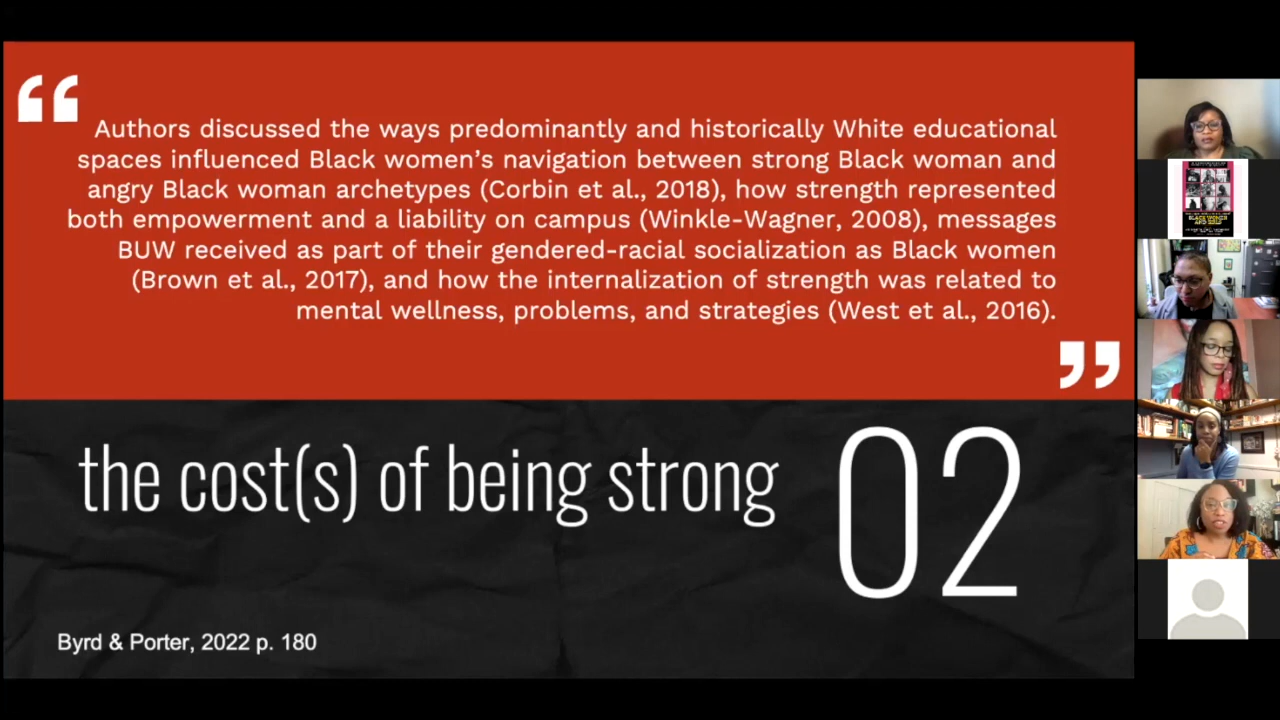 “
Authors discussed the ways predominantly and historically White educational
spaces influenced Black women’s navigation between strong Black woman and
angry Black woman archetypes (Corbin et al., 2018), how strength represented
both empowerment and a liability on campus (Winkle-Wagner, 2008), messages
BUW received as part of their gendered-racial socialization as Black women
(Brown et al., 2017), and how the internalization of strength was related to
mental wellness, problems, and strategies (West et al., 2016).
”
the cost(s) of being strong
02
Byrd & Porter, 2022 p. 180
BLACK WOMEN
AND GIRLS